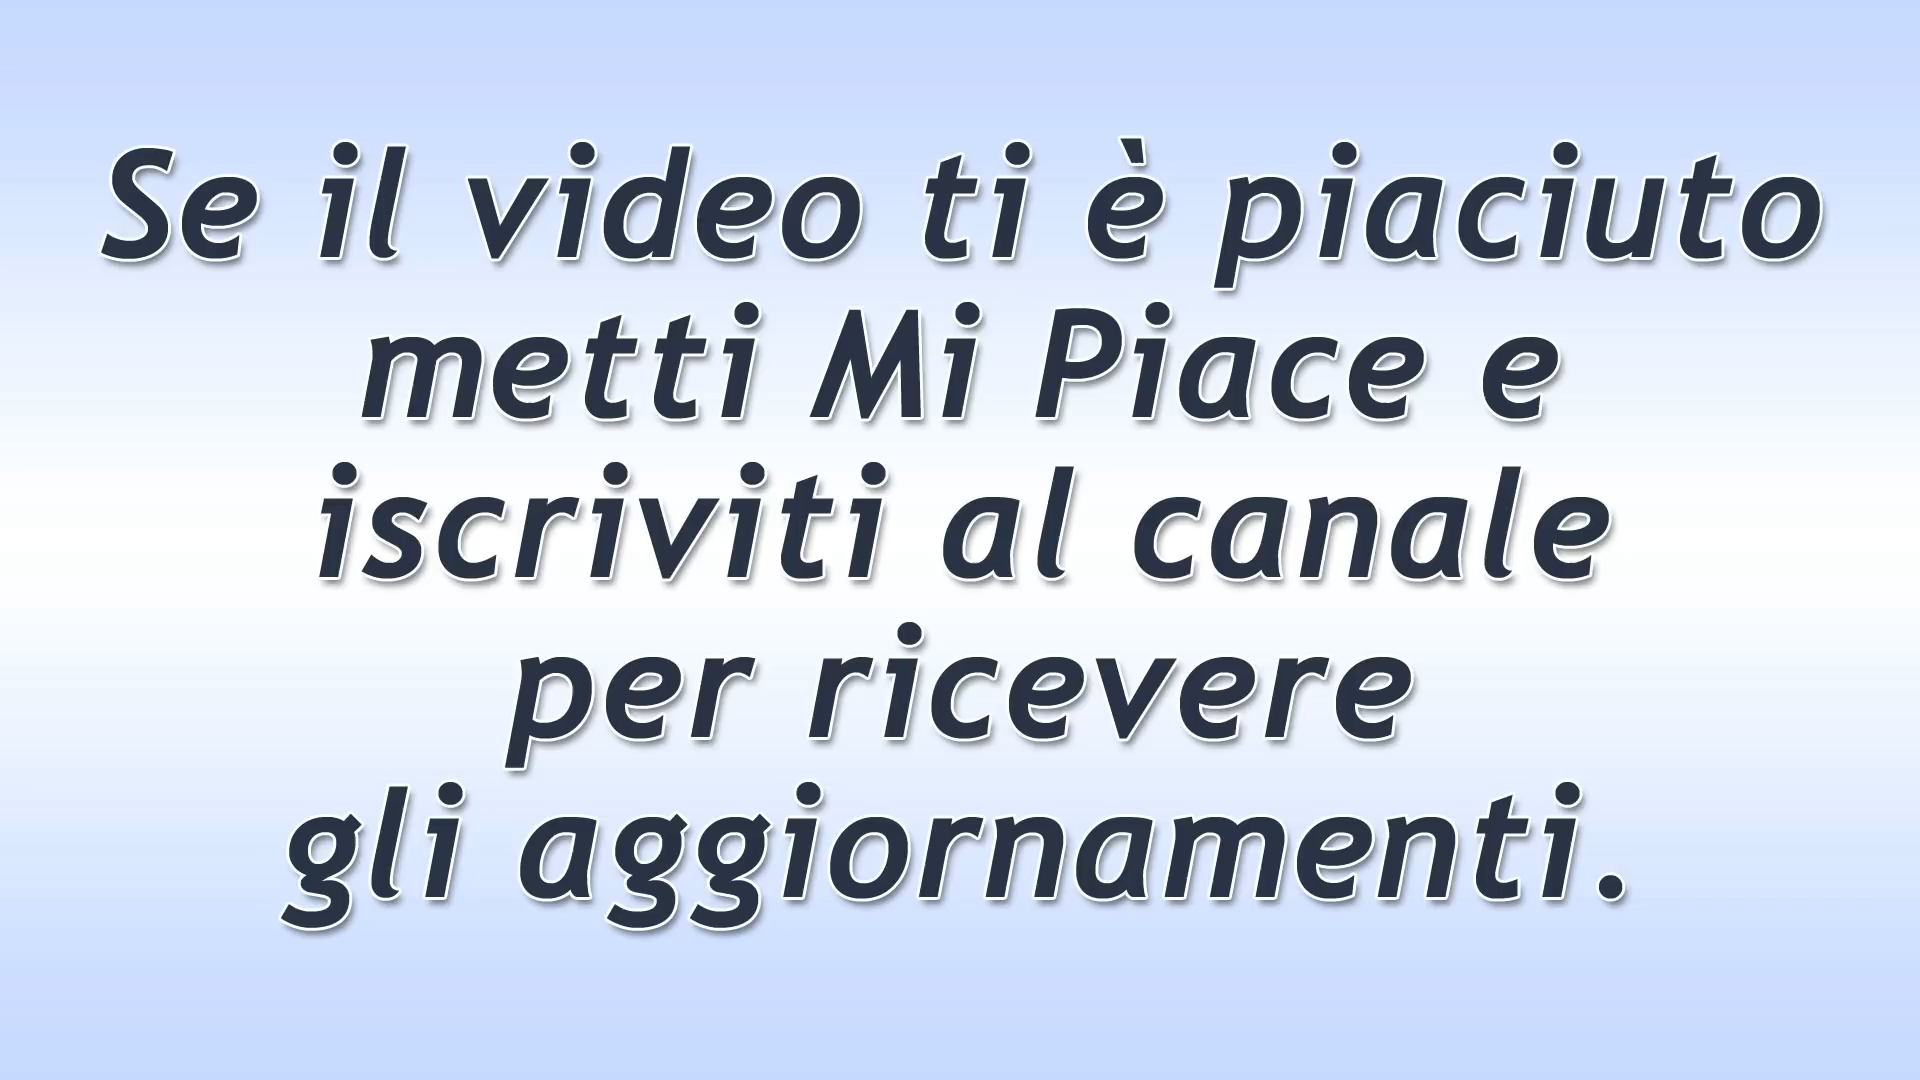 Se il video ti è piaciuto
metti Mi Piace e
iscriviti al canale
per ricevere
gli aggiornamenti.